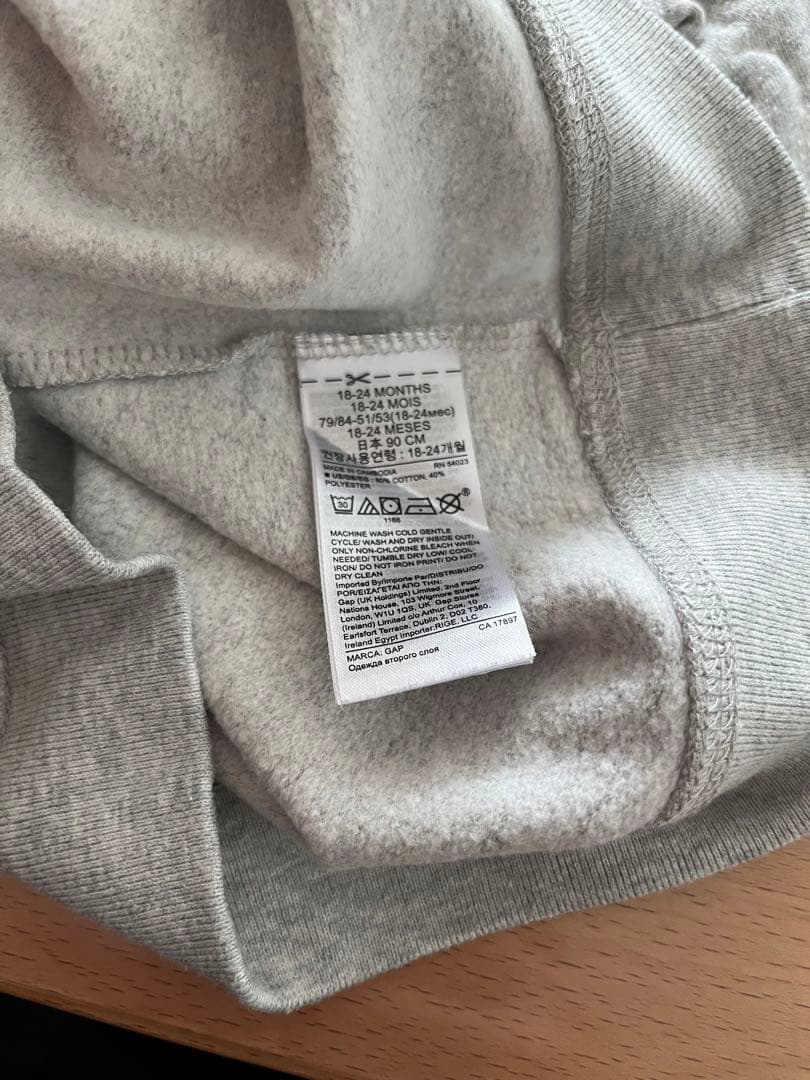 18-24 MONTHS
18-24 MOIS
79/84-51/53(18-24мес)
18-24 MESES
日本 90 CM
권장사용연령 : 18-24개월
MADE IN CAMBODIA RN 54023
■ US/GB/EG : 60% COTTON, 40%
POLYESTER
30
®
1166
MACHINE WASH COLD GENTLE
CYCLE/ WASH AND DRY INSIDE OUT/
ONLY NON-CHLORINE BLEACH WHEN
NEEDED/ TUMBLE DRY LOW/ COOL
IRON/ DO NOT IRON PRINT/ DO NOT
DRY CLEAN
Imported By/Importe Par/DISTRIBUIDO
POR/ΕΙΣΑΓΕΤΑΙ ΑΠΟ ΤΗΝ:
Gap (UK Holdings) Limited, 2nd Floor
Nations House, 103 Wigmore Street,
London, W1U 1QS, UK Gap Stores
(Ireland) Limited c/o Arthur Cox, 10
Earlsfort Terrace, Dublin 2, D02 T380,
Ireland Egypt Importer:RIGE, LLC
CA 17897
MARCA: GAP
Одежда второго слоя